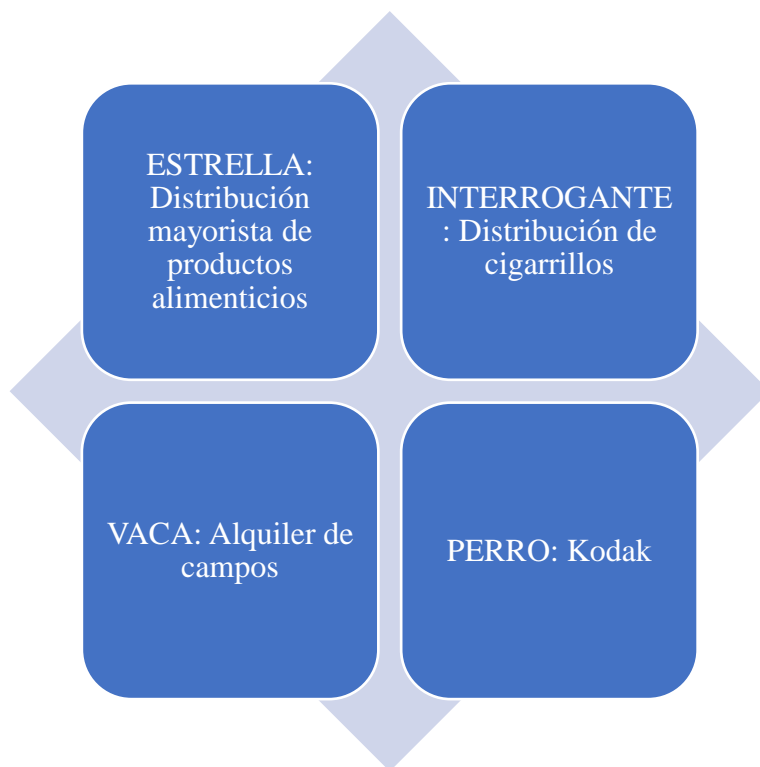 ESTRELLA:
Distribución
mayorista de
productos
alimenticios
INTERROGANTE
: Distribución de
cigarrillos
VACA: Alquiler de
campos
PERRO: Kodak